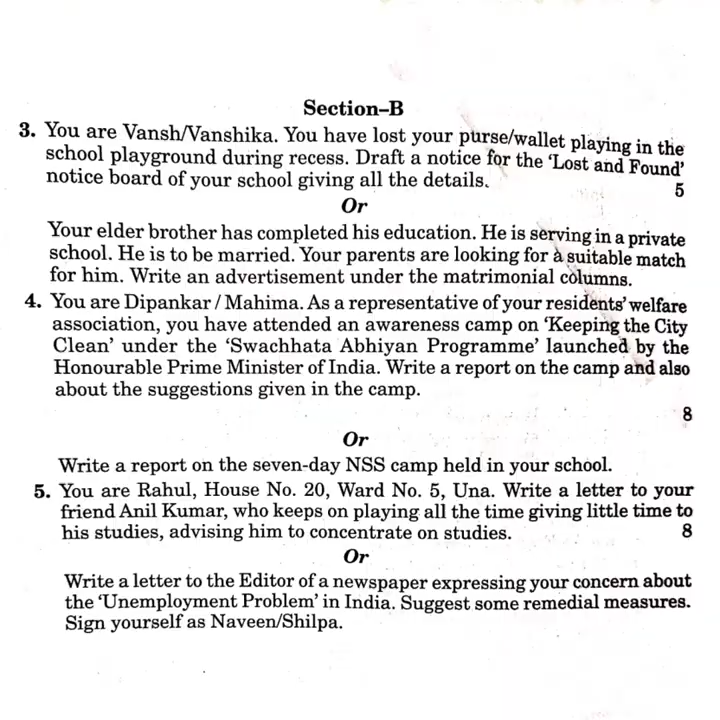 Section–B
3. You are Vansh/Vanshika. You have lost your purse/wallet playing in the
school playground during recess. Draft a notice for the ‘Lost and Found’
notice board of your school giving all the details.
5
Or
Your elder brother has completed his education. He is serving in a private
school. He is to be married. Your parents are looking for a suitable match
for him. Write an advertisement under the matrimonial columns.
4. You are Dipankar / Mahima. As a representative of your residents’ welfare
association, you have attended an awareness camp on ‘Keeping the City
Clean’ under the ‘Swachhata Abhiyan Programme’ launched by the
Honourable Prime Minister of India. Write a report on the camp and also
about the suggestions given in the camp.
8
Or
Write a report on the seven-day NSS camp held in your school.
5. You are Rahul, House No. 20, Ward No. 5, Una. Write a letter to your
friend Anil Kumar, who keeps on playing all the time giving little time to
his studies, advising him to concentrate on studies. 8
Or
Write a letter to the Editor of a newspaper expressing your concern about
the ‘Unemployment Problem’ in India. Suggest some remedial measures.
Sign yourself as Naveen/Shilpa.